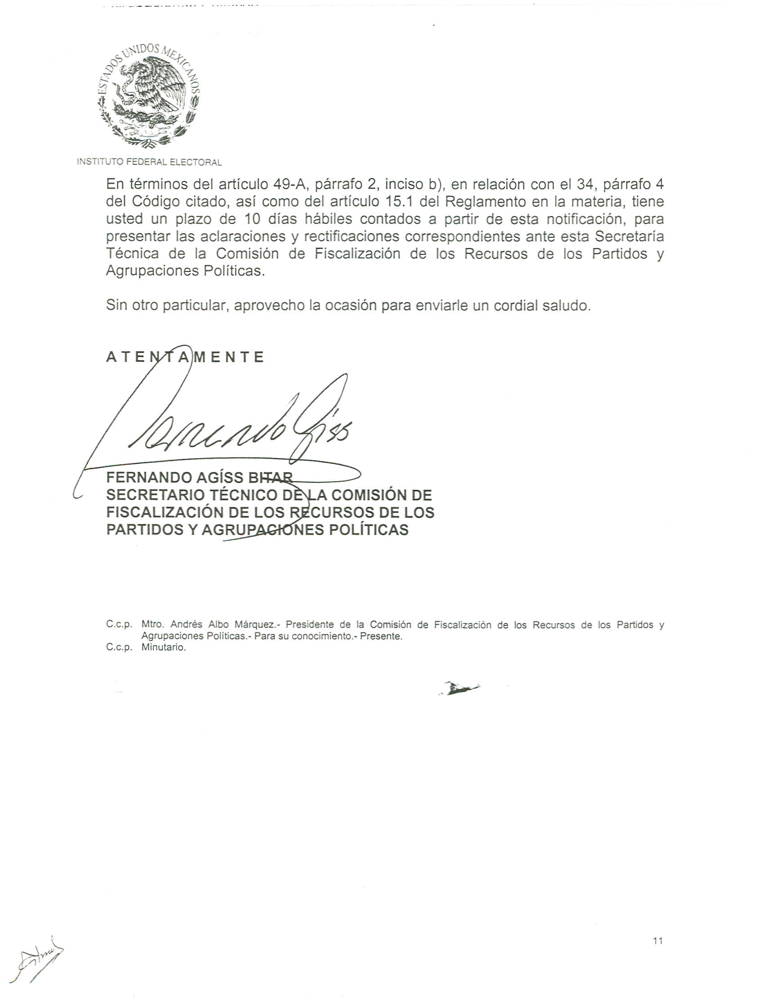 ESTADOS UNIDOS MEXICANOS
INSTITUTO FEDERAL ELECTORAL
En términos del artículo 49-A, párrafo 2, inciso b), en relación con el 34, párrafo 4
del Código citado, así como del artículo 15.1 del Reglamento en la materia, tiene
usted un plazo de 10 días hábiles contados a partir de esta notificación, para
presentar las aclaraciones y rectificaciones correspondientes ante esta Secretaría
Técnica de la Comisión de Fiscalización de los Recursos de los Partidos y
Agrupaciones Políticas.
Sin otro particular, aprovecho la ocasión para enviarle un cordial saludo.
A T E N T A M E N T E
FERNANDO AGÍSS BITAR
SECRETARIO TÉCNICO DE LA COMISIÓN DE
FISCALIZACIÓN DE LOS RECURSOS DE LOS
PARTIDOS Y AGRUPACIONES POLÍTICAS
C.c.p. Mtro. Andrés Albo Márquez.- Presidente de la Comisión de Fiscalización de los Recursos de los Partidos y
Agrupaciones Políticas.- Para su conocimiento.- Presente.
C.c.p. Minutario.
11